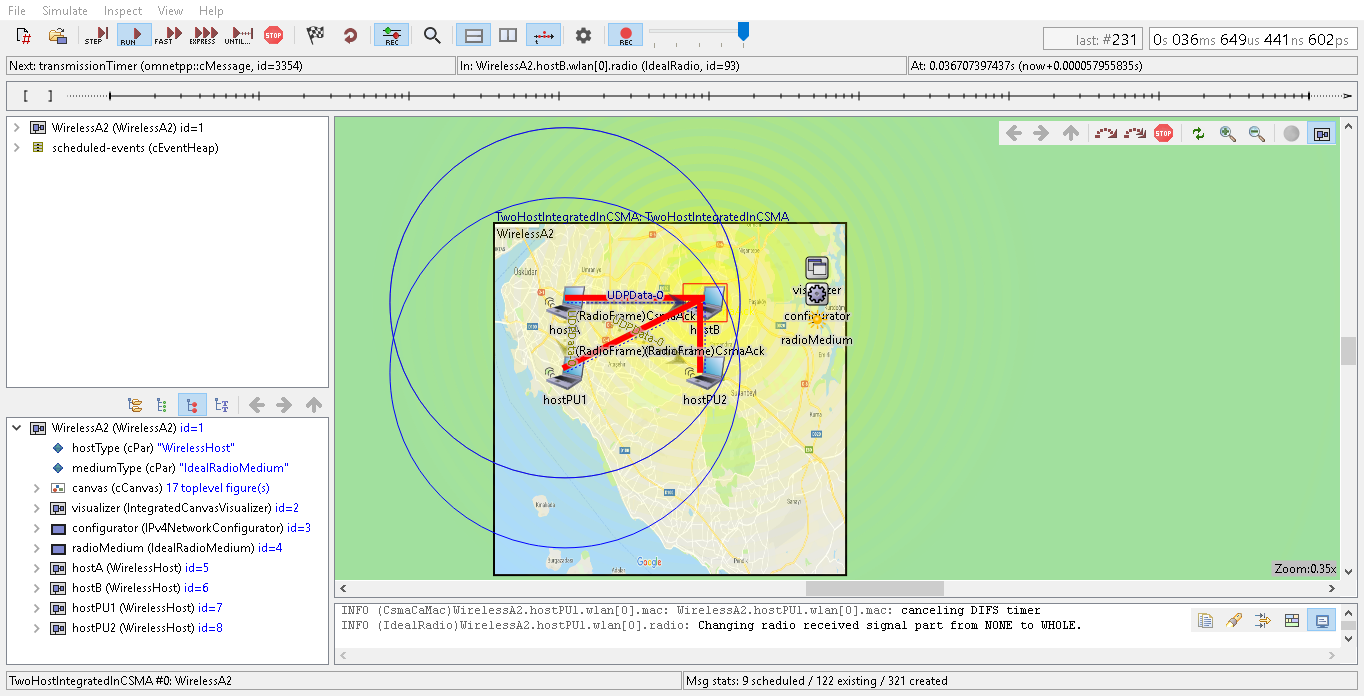 File Simulate Inspect View Help
STEP RUN FAST EXPRESS UNTIL... STOP REC REC
last: #231 0s 036ms 649us 441ns 602ps
Next: transmissionTimer (omnetpp::cMessage, id=3354) In: WirelessA2.hostB.wlan[0].radio (IdealRadio, id=93) At: 0.036707397437s (now+0.000057955835s)
[ ]
WirelessA2 (WirelessA2) id=1
scheduled-events (cEventHeap)
STOP
TwoHostIntegratedInCSMA: TwoHostIntegratedInCSMA
WirelessA2
Üsküdar
Ümraniye
UDPData-0
visualizer
(RadioFrame)CsmaAck
configurator
hostA
hostB
UDPData-0
UDPData-0
radioMedium
(RadioFrame)(RadioFrame)CsmaAck
hostPU1 hostPU2
Google
Zoom:0.35x
WirelessA2 (WirelessA2) id=1
hostType (cPar) "WirelessHost"
mediumType (cPar) "IdealRadioMedium"
canvas (cCanvas) 17 toplevel figure(s)
visualizer (IntegratedCanvasVisualizer) id=2
configurator (IPv4NetworkConfigurator) id=3
radioMedium (IdealRadioMedium) id=4
hostA (WirelessHost) id=5
hostB (WirelessHost) id=6
hostPU1 (WirelessHost) id=7
hostPU2 (WirelessHost) id=8
INFO (CsmaCaMac)WirelessA2.hostPU1.wlan[0].mac: WirelessA2.hostPU1.wlan[0].mac: canceling DIFS timer
INFO (IdealRadio)WirelessA2.hostPU1.wlan[0].radio: Changing radio received signal part from NONE to WHOLE.
TwoHostIntegratedInCSMA #0: WirelessA2 Msg stats: 9 scheduled / 122 existing / 321 created